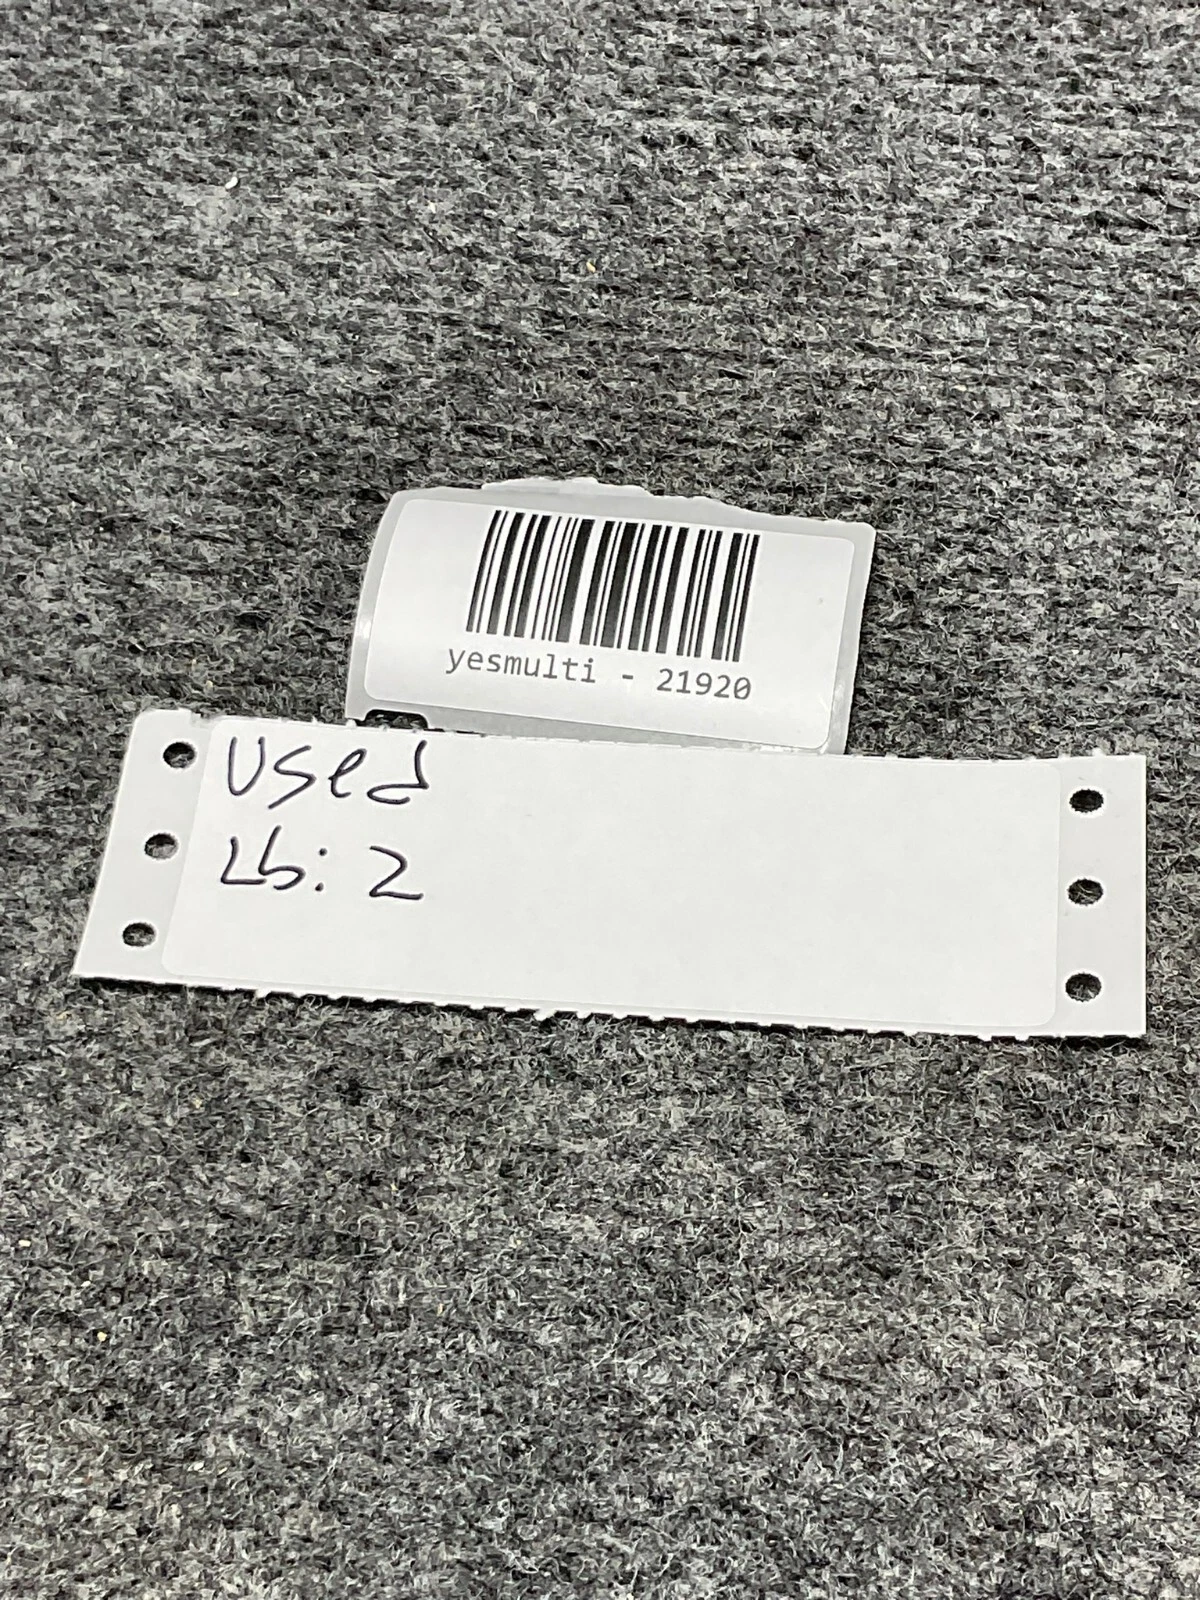 yesmulti - 21920
Used
Lb: 2